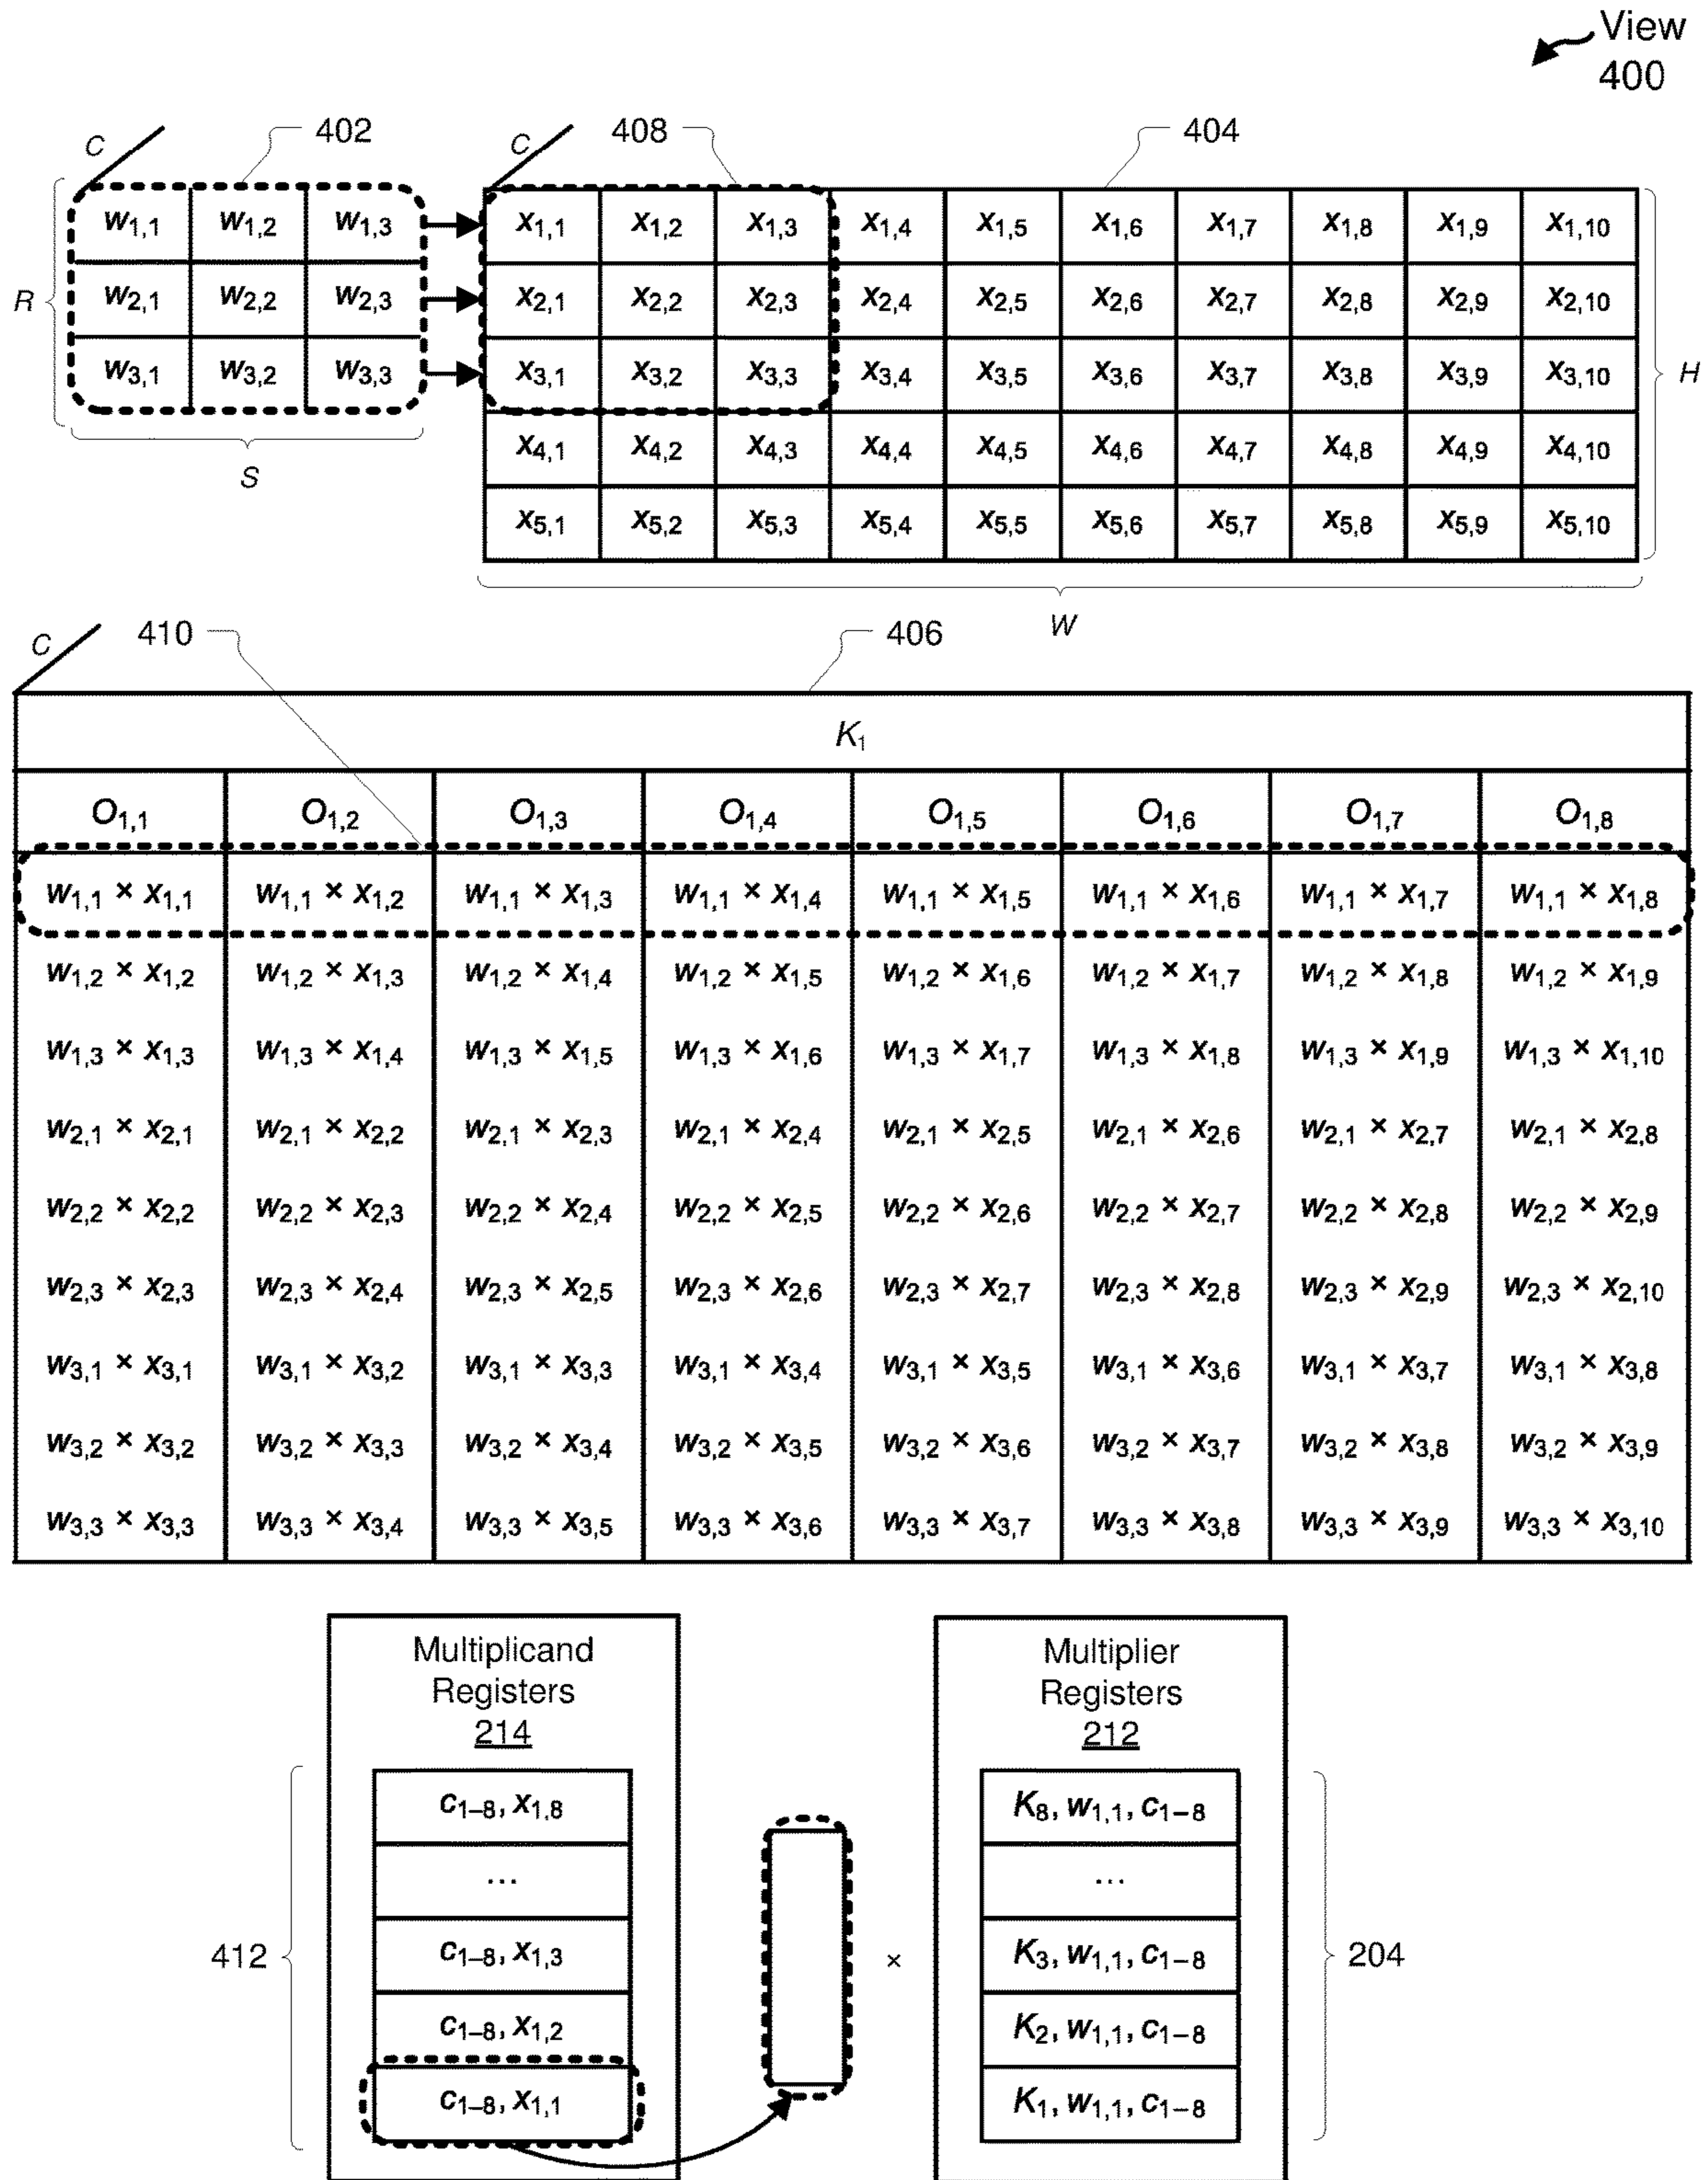 View
400
C 402 C 408 404
R w1,1 w1,2 w1,3 x1,1 x1,2 x1,3 x1,4 x1,5 x1,6 x1,7 x1,8 x1,9 x1,10
w2,1 w2,2 w2,3 x2,1 x2,2 x2,3 x2,4 x2,5 x2,6 x2,7 x2,8 x2,9 x2,10
w3,1 w3,2 w3,3 x3,1 x3,2 x3,3 x3,4 x3,5 x3,6 x3,7 x3,8 x3,9 x3,10 H
S x4,1 x4,2 x4,3 x4,4 x4,5 x4,6 x4,7 x4,8 x4,9 x4,10
x5,1 x5,2 x5,3 x5,4 x5,5 x5,6 x5,7 x5,8 x5,9 x5,10
W
C 410 406
K1
O1,1 O1,2 O1,3 O1,4 O1,5 O1,6 O1,7 O1,8
w1,1 × x1,1 w1,1 × x1,2 w1,1 × x1,3 w1,1 × x1,4 w1,1 × x1,5 w1,1 × x1,6 w1,1 × x1,7 w1,1 × x1,8
w1,2 × x1,2 w1,2 × x1,3 w1,2 × x1,4 w1,2 × x1,5 w1,2 × x1,6 w1,2 × x1,7 w1,2 × x1,8 w1,2 × x1,9
w1,3 × x1,3 w1,3 × x1,4 w1,3 × x1,5 w1,3 × x1,6 w1,3 × x1,7 w1,3 × x1,8 w1,3 × x1,9 w1,3 × x1,10
w2,1 × x2,1 w2,1 × x2,2 w2,1 × x2,3 w2,1 × x2,4 w2,1 × x2,5 w2,1 × x2,6 w2,1 × x2,7 w2,1 × x2,8
w2,2 × x2,2 w2,2 × x2,3 w2,2 × x2,4 w2,2 × x2,5 w2,2 × x2,6 w2,2 × x2,7 w2,2 × x2,8 w2,2 × x2,9
w2,3 × x2,3 w2,3 × x2,4 w2,3 × x2,5 w2,3 × x2,6 w2,3 × x2,7 w2,3 × x2,8 w2,3 × x2,9 w2,3 × x2,10
w3,1 × x3,1 w3,1 × x3,2 w3,1 × x3,3 w3,1 × x3,4 w3,1 × x3,5 w3,1 × x3,6 w3,1 × x3,7 w3,1 × x3,8
w3,2 × x3,2 w3,2 × x3,3 w3,2 × x3,4 w3,2 × x3,5 w3,2 × x3,6 w3,2 × x3,7 w3,2 × x3,8 w3,2 × x3,9
w3,3 × x3,3 w3,3 × x3,4 w3,3 × x3,5 w3,3 × x3,6 w3,3 × x3,7 w3,3 × x3,8 w3,3 × x3,9 w3,3 × x3,10
Multiplicand
Registers
214
c1–8, x1,8
...
412 c1–8, x1,3
c1–8, x1,2
c1–8, x1,1
×
Multiplier
Registers
212
K8, w1,1, c1–8
...
K3, w1,1, c1–8 204
K2, w1,1, c1–8
K1, w1,1, c1–8